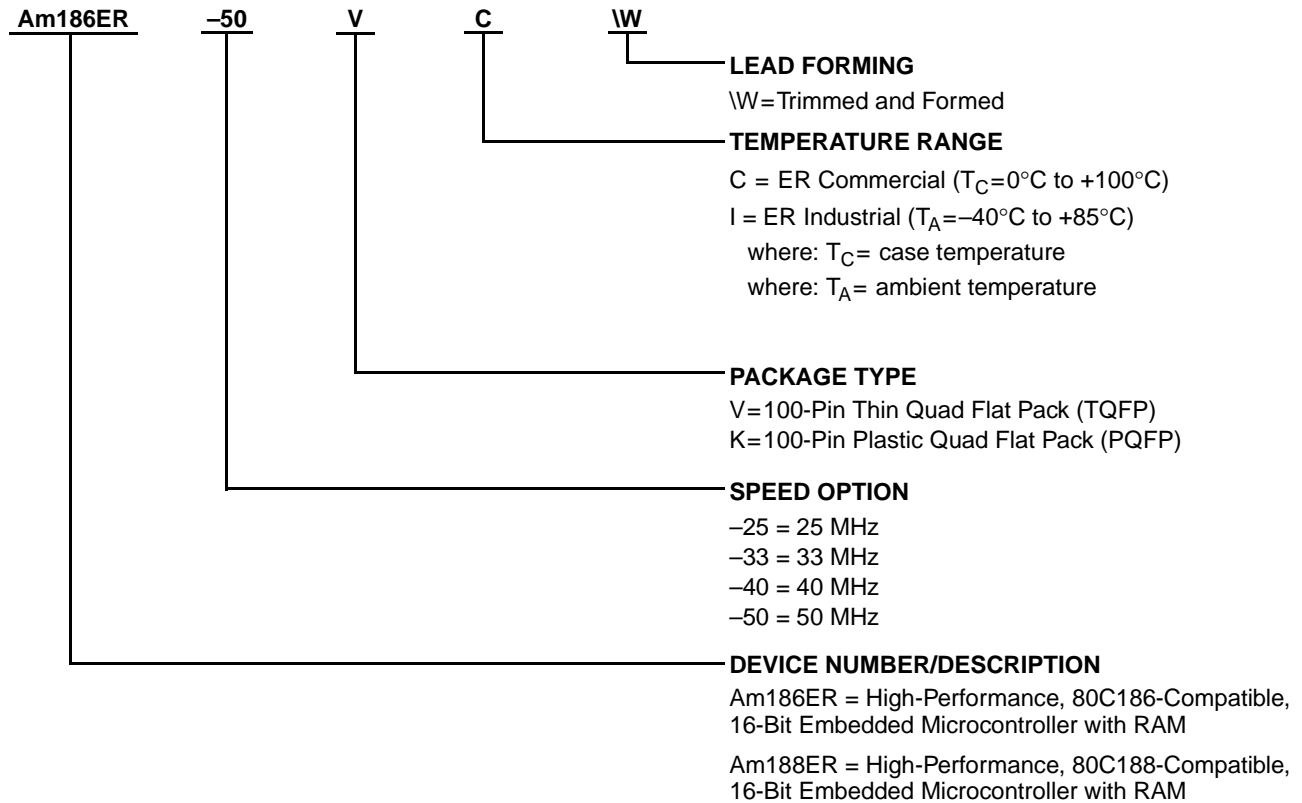 Am186ER –50 V C \W
LEAD FORMING
\W=Trimmed and Formed
TEMPERATURE RANGE
C = ER Commercial (TC=0°C to +100°C)
I = ER Industrial (TA=–40°C to +85°C)
where: TC= case temperature
where: TA= ambient temperature
PACKAGE TYPE
V=100-Pin Thin Quad Flat Pack (TQFP)
K=100-Pin Plastic Quad Flat Pack (PQFP)
SPEED OPTION
–25 = 25 MHz
–33 = 33 MHz
–40 = 40 MHz
–50 = 50 MHz
DEVICE NUMBER/DESCRIPTION
Am186ER = High-Performance, 80C186-Compatible,
16-Bit Embedded Microcontroller with RAM
Am188ER = High-Performance, 80C188-Compatible,
16-Bit Embedded Microcontroller with RAM